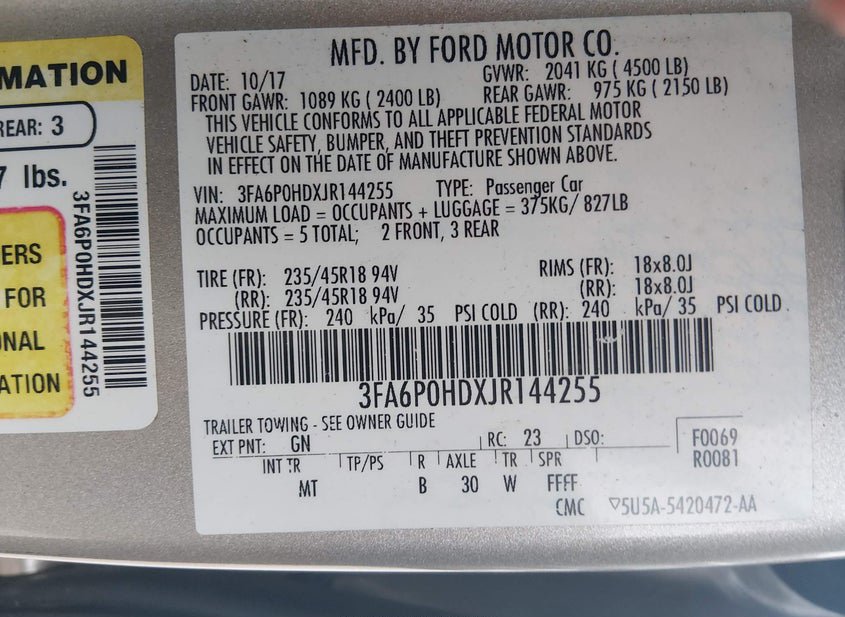 MATION
REAR: 3
7 lbs.
ERS
FOR
ONAL
ATION
3FA6P0HDXJR144255
MFD. BY FORD MOTOR CO.
DATE: 10/17 GVWR: 2041 KG ( 4500 LB)
FRONT GAWR: 1089 KG ( 2400 LB) REAR GAWR: 975 KG ( 2150 LB)
THIS VEHICLE CONFORMS TO ALL APPLICABLE FEDERAL MOTOR
VEHICLE SAFETY, BUMPER, AND THEFT PREVENTION STANDARDS
IN EFFECT ON THE DATE OF MANUFACTURE SHOWN ABOVE.
VIN: 3FA6P0HDXJR144255 TYPE: Passenger Car
MAXIMUM LOAD = OCCUPANTS + LUGGAGE = 375KG/ 827LB
OCCUPANTS = 5 TOTAL; 2 FRONT, 3 REAR
TIRE (FR): 235/45R18 94V RIMS (FR): 18x8.0J
(RR): 235/45R18 94V (RR): 18x8.0J
PRESSURE (FR): 240 kPa/ 35 PSI COLD (RR): 240 kPa/ 35 PSI COLD
3FA6P0HDXJR144255
TRAILER TOWING - SEE OWNER GUIDE
EXT PNT: GN RC: 23 DSO: F0069
INT TR TP/PS R AXLE TR SPR R0081
MT B 30 W FFFF
CMC ▽5U5A-5420472-AA